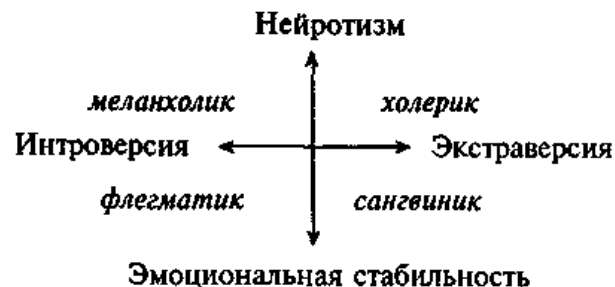 Нейротизм
меланхолик холерик
Интроверсия Экстраверсия
флегматик сангвиник
Эмоциональная стабильность